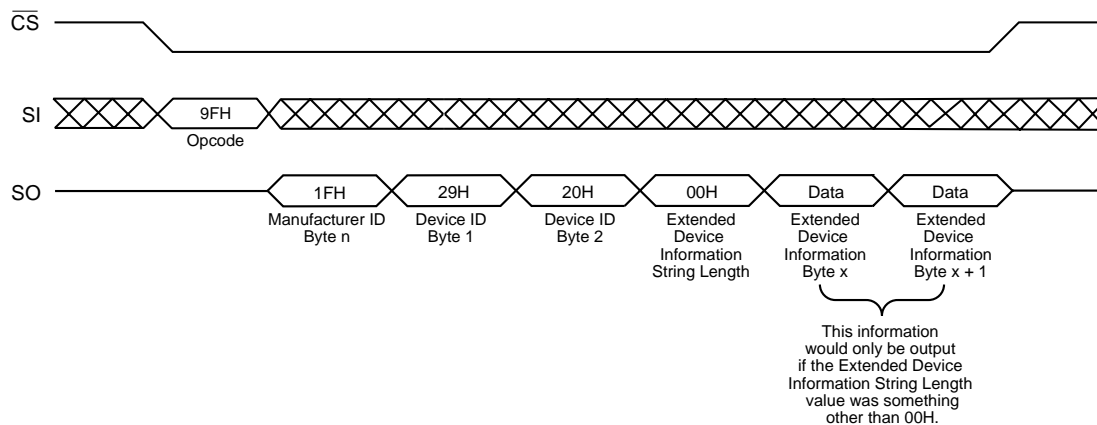 CS
SI
9FH
Opcode
SO
1FH
29H
20H
00H
Data
Data
Manufacturer ID
Byte n
Device ID
Byte 1
Device ID
Byte 2
Extended
Device
Information
String Length
Extended
Device
Information
Byte x
Extended
Device
Information
Byte x + 1
This information
would only be output
if the Extended Device
Information String Length
value was something
other than 00H.